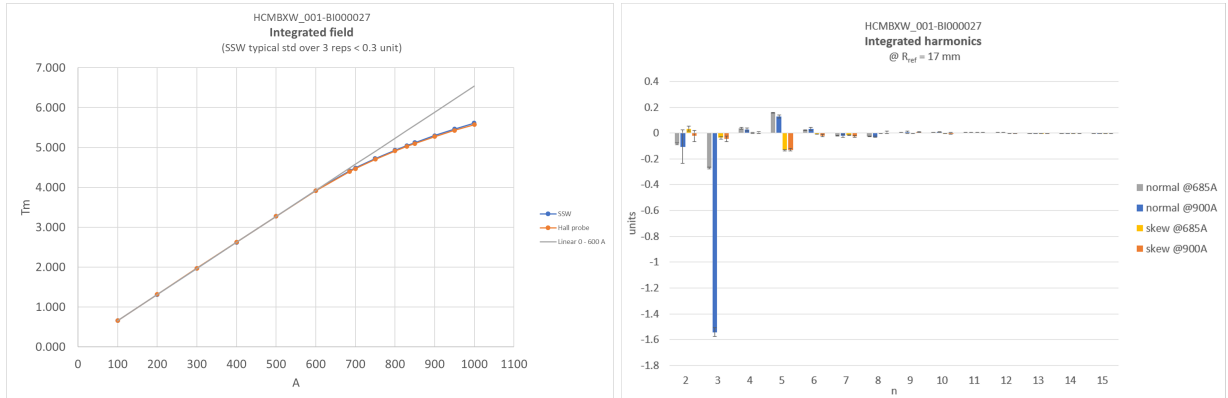 HCMBXW_001-BI000027
Integrated field
(SSW typical std over 3 reps < 0.3 unit)
7.000
6.000
5.000
4.000
3.000
2.000
1.000
0.000
Tm
0 100 200 300 400 500 600 700 800 900 1000 1100
A
SSW
Hall probe
Linear 0 - 600 A
HCMBXW_001-BI000027
Integrated harmonics
@ Rref = 17 mm
0.4
0.2
0
-0.2
-0.4
-0.6
-0.8
-1
-1.2
-1.4
-1.6
-1.8
units
2 3 4 5 6 7 8 9 10 11 12 13 14 15
n
normal @685A
normal @900A
skew @685A
skew @900A